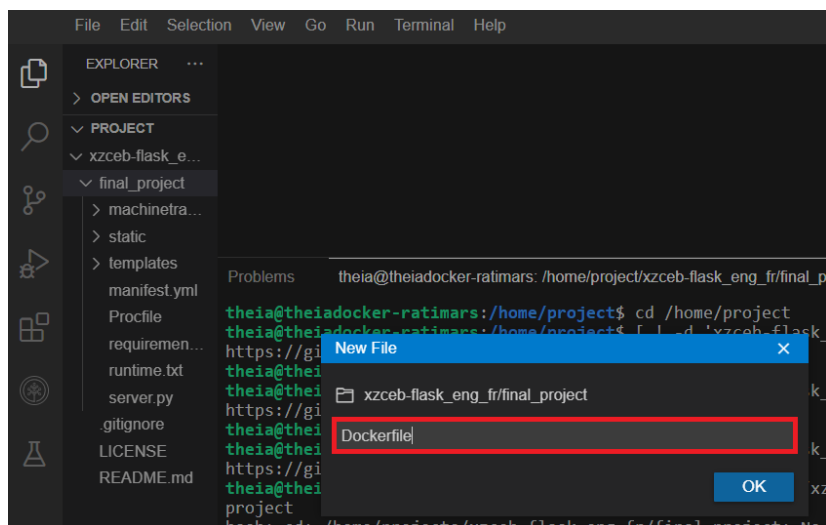 File Edit Selection View Go Run Terminal Help
EXPLORER ...
> OPEN EDITORS
PROJECT
xzceb-flask_e...
final_project
> machinetra...
> static
> templates
manifest.yml
Procfile
requiremen...
runtime.txt
server.py
.gitignore
LICENSE
README.md
Problems theia@theiadocker-ratimars: /home/project/xzceb-flask_eng_fr/final_p
theia@theiadocker-ratimars:/home/project$ cd /home/project
theia@theiadocker-ratimars:/home/project$ [ ! -d 'xzceb-flask_
https://gi
theia@thei
theia@thei
https://gi
theia@thei
theia@thei
https://gi
theia@thei
project
New File
xzceb-flask_eng_fr/final_project
Dockerfile
OK